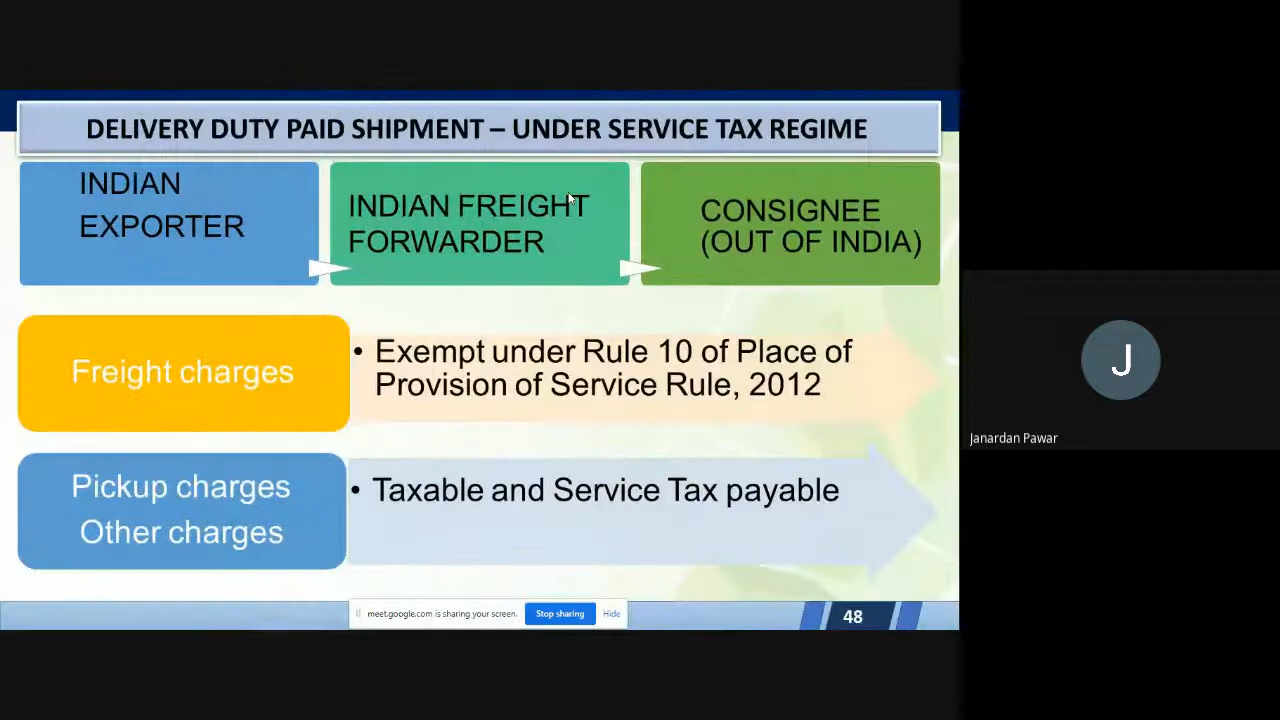 DELIVERY DUTY PAID SHIPMENT – UNDER SERVICE TAX REGIME
INDIAN
EXPORTER
INDIAN FREIGHT
FORWARDER
CONSIGNEE
(OUT OF INDIA)
Freight charges
• Exempt under Rule 10 of Place of
Provision of Service Rule, 2012
Pickup charges
Other charges
• Taxable and Service Tax payable
meet.google.com is sharing your screen.
Stop sharing
Hide
48
J
Janardan Pawar